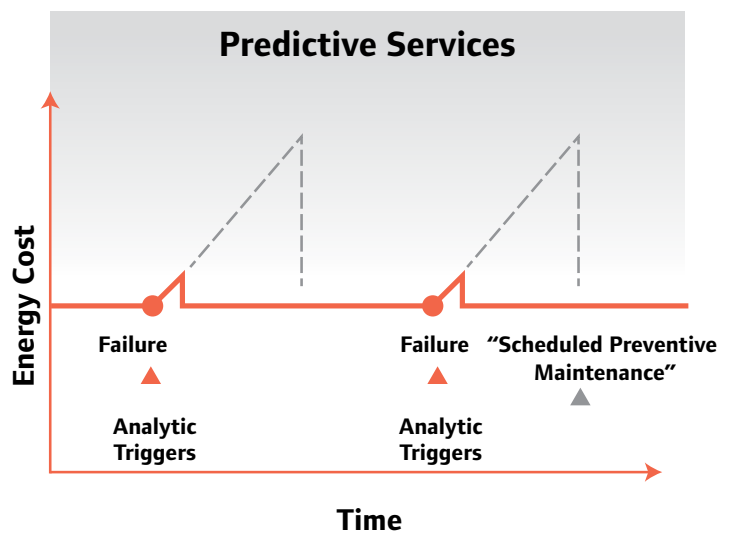 Predictive Services
Energy Cost
Failure
Failure
“Scheduled Preventive
Maintenance”
Analytic
Triggers
Analytic
Triggers
Time